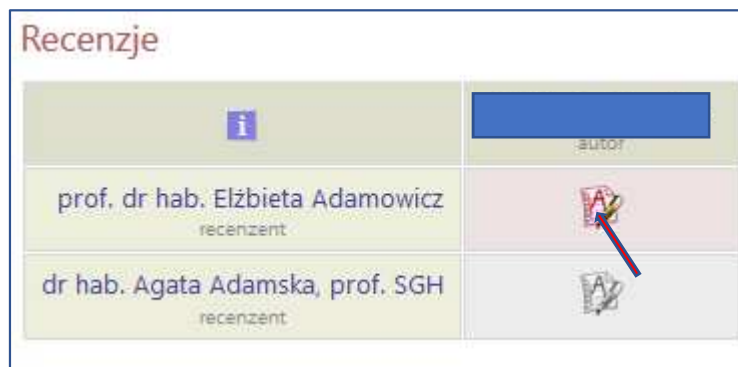 Recenzje
i
autor
prof. dr hab. Elżbieta Adamowicz
recenzent
dr hab. Agata Adamska, prof. SGH
recenzent